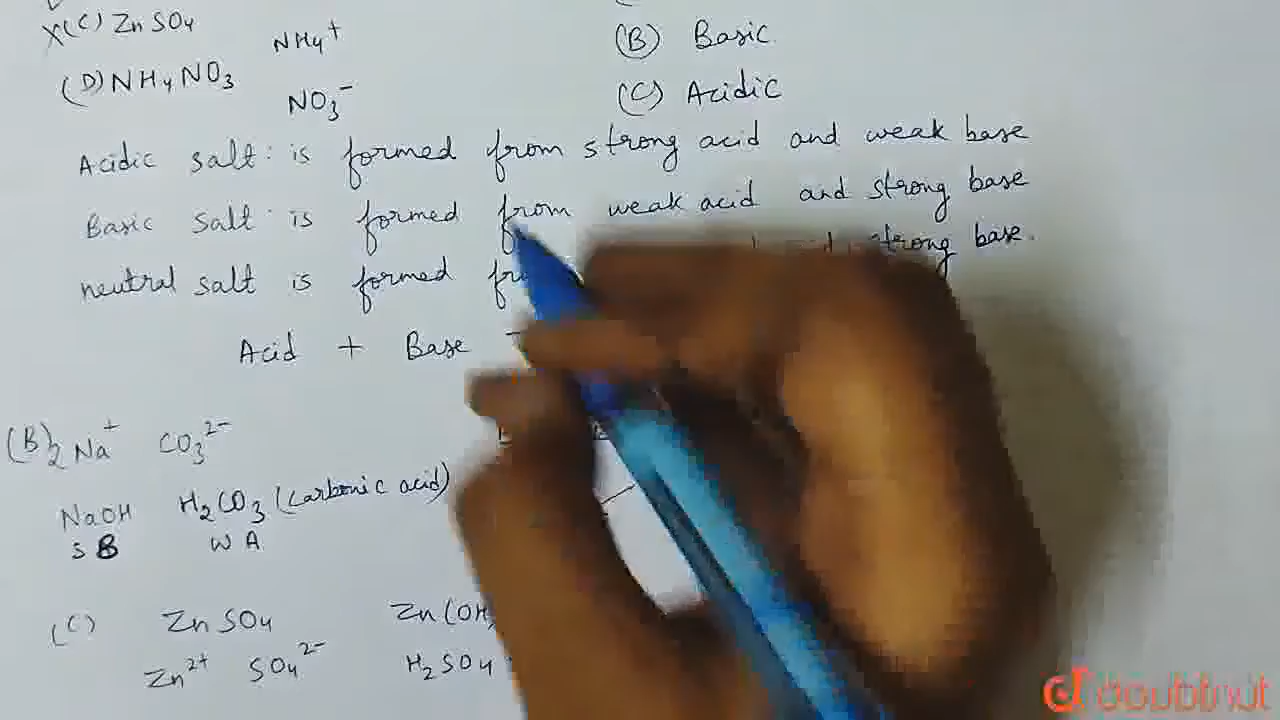 X(C) ZnSO4
NH4+
(B) Basic
(D) NH4NO3
NO3-
(C) Acidic
Acidic salt: is formed from strong acid and weak base
Basic salt: is formed from weak acid and strong base
neutral salt is formed strong base.
Acid + Base
(B) 2Na+ CO3 2-
NaOH H2CO3 (carbonic acid)
SB WA
(C) ZnSO4 Zn(OH)
Zn2+ SO4 2- H2SO4
doubtnut